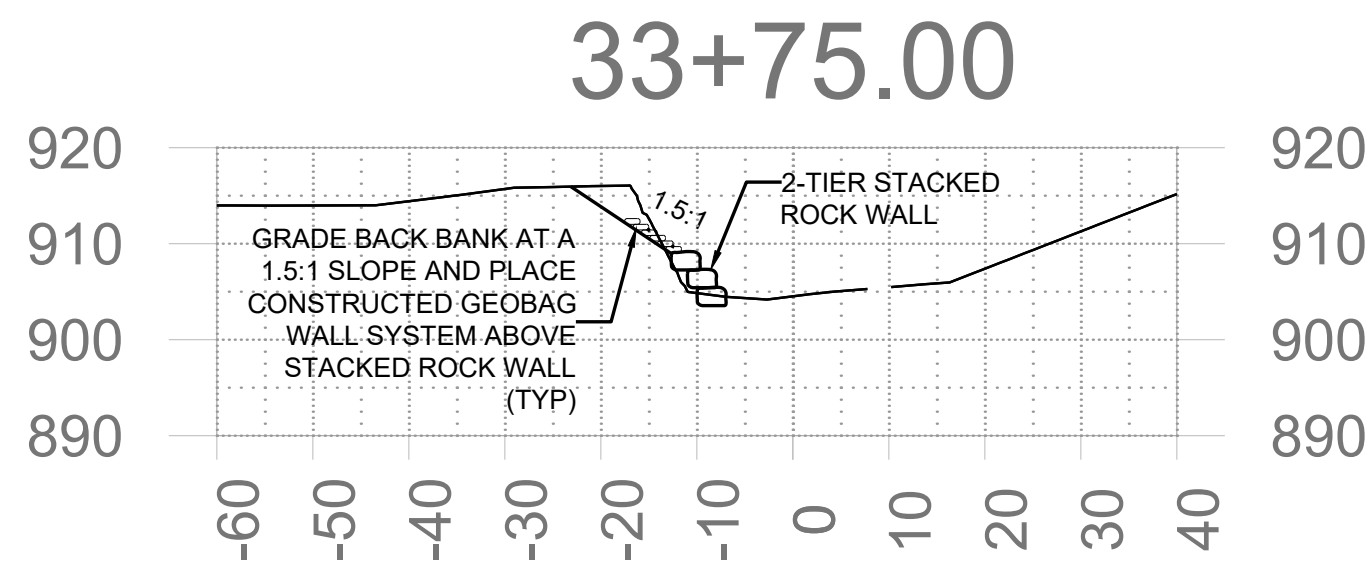 33+75.00
920
920
2-TIER STACKED
ROCK WALL
1.5:1
910
910
GRADE BACK BANK AT A
1.5:1 SLOPE AND PLACE
CONSTRUCTED GEOBAG
WALL SYSTEM ABOVE
STACKED ROCK WALL
(TYP)
900
900
890
890
-60
-50
-40
-30
-20
-10
0
10
20
30
40